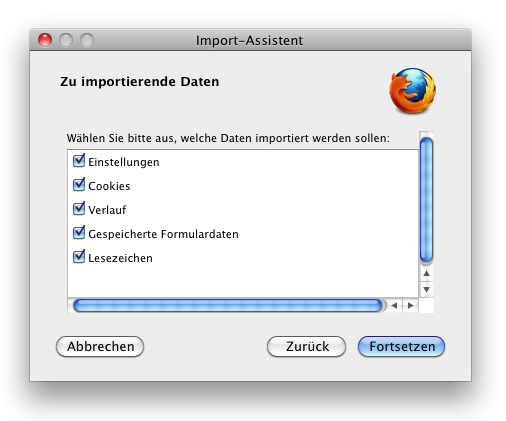 Import-Assistent
Zu importierende Daten
Wählen Sie bitte aus, welche Daten importiert werden sollen:
Einstellungen
Cookies
Verlauf
Gespeicherte Formulardaten
Lesezeichen
Abbrechen Zurück Fortsetzen